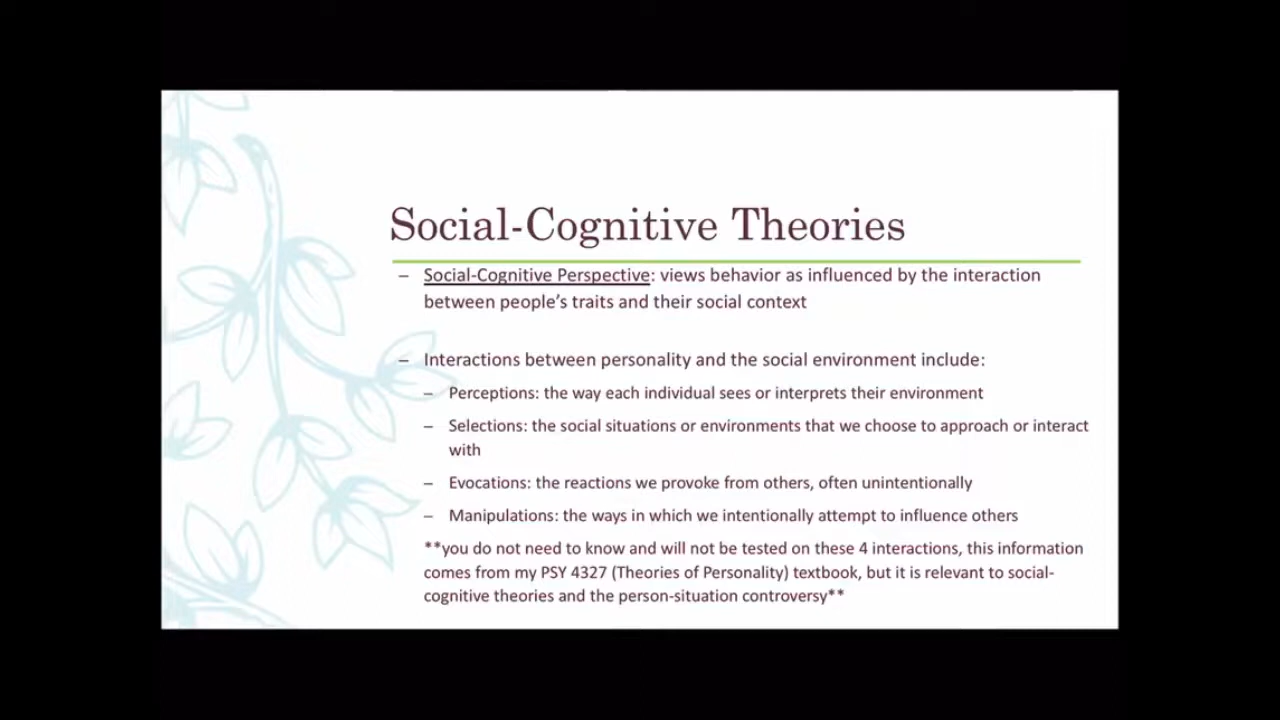 Social-Cognitive Theories
– Social-Cognitive Perspective: views behavior as influenced by the interaction
between people's traits and their social context
– Interactions between personality and the social environment include:
– Perceptions: the way each individual sees or interprets their environment
– Selections: the social situations or environments that we choose to approach or interact
with
– Evocations: the reactions we provoke from others, often unintentionally
– Manipulations: the ways in which we intentionally attempt to influence others
**you do not need to know and will not be tested on these 4 interactions, this information
comes from my PSY 4327 (Theories of Personality) textbook, but it is relevant to social-
cognitive theories and the person-situation controversy**